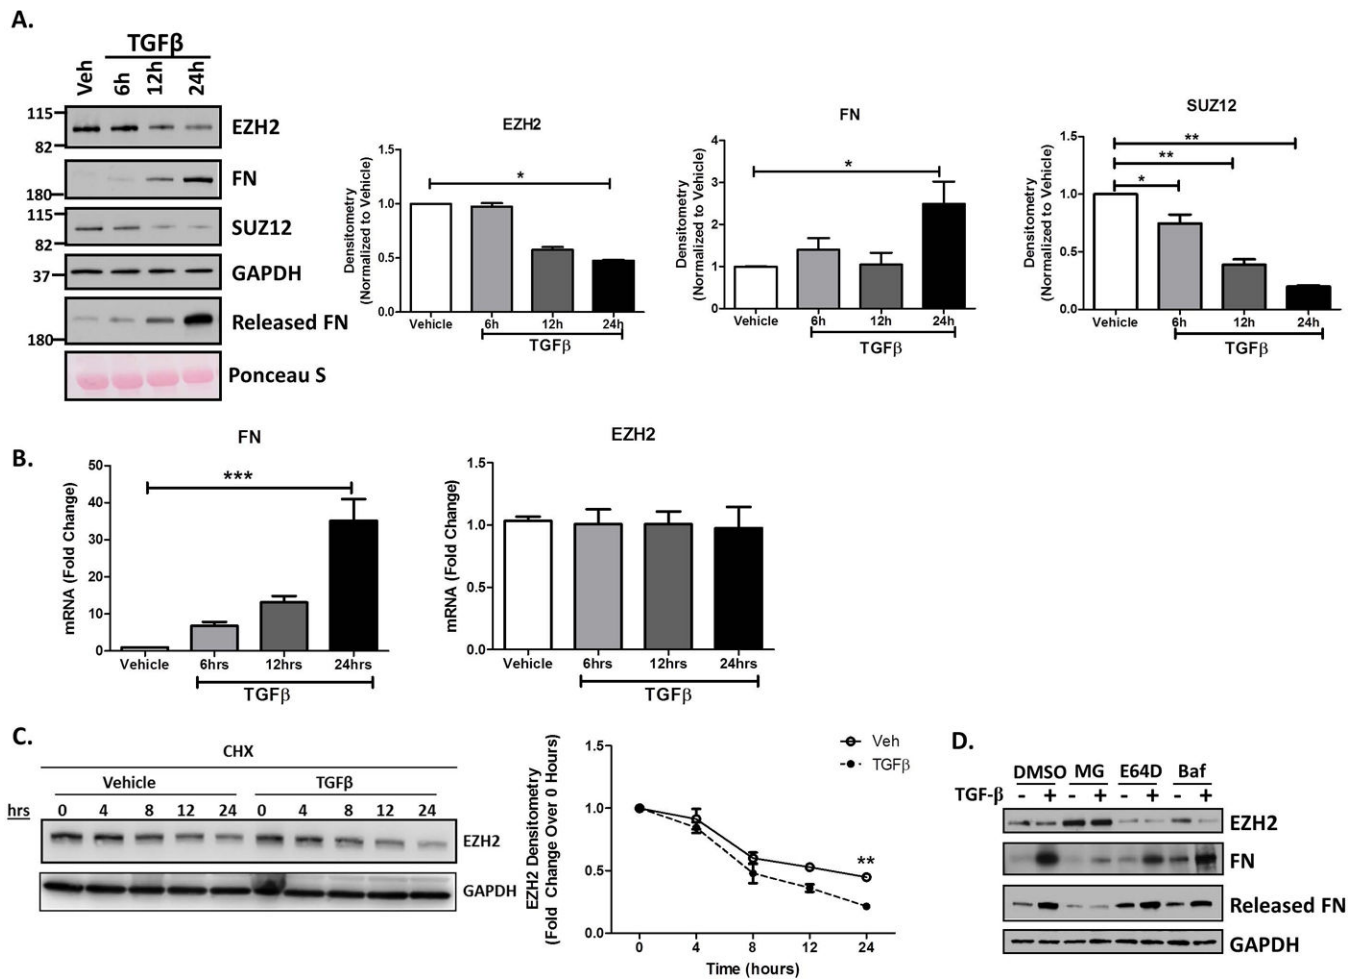 A.
TGFβ
Veh 6h 12h 24h
115
82
EZH2
180
FN
115
82
SUZ12
37
GAPDH
180
Released FN
Ponceau S
EZH2
Densitometry
(Normalized to Vehicle)
1.5
1.0
0.5
0.0
*
Vehicle 6h 12h 24h
TGFβ
FN
Densitometry
(Normalized to Vehicle)
4
3
2
1
0
*
Vehicle 6h 12h 24h
TGFβ
SUZ12
Densitometry
(Normalized to Vehicle)
1.5
1.0
0.5
0.0
**
**
*
Vehicle 6h 12h 24h
TGFβ
B.
FN
mRNA (Fold Change)
50
40
30
20
10
0
***
Vehicle 6hrs 12hrs 24hrs
TGFβ
EZH2
mRNA (Fold Change)
1.5
1.0
0.5
0.0
Vehicle 6hrs 12hrs 24hrs
TGFβ
C.
CHX
Vehicle TGFβ
hrs 0 4 8 12 24 0 4 8 12 24
EZH2
GAPDH
EZH2 Densitometry
(Fold Change Over 0 Hours)
1.5
1.0
0.5
0.0
Veh
TGFβ
**
0 4 8 12 24
Time (hours)
D.
DMSO MG E64D Baf
TGF-β - + - + - + - +
EZH2
FN
Released FN
GAPDH